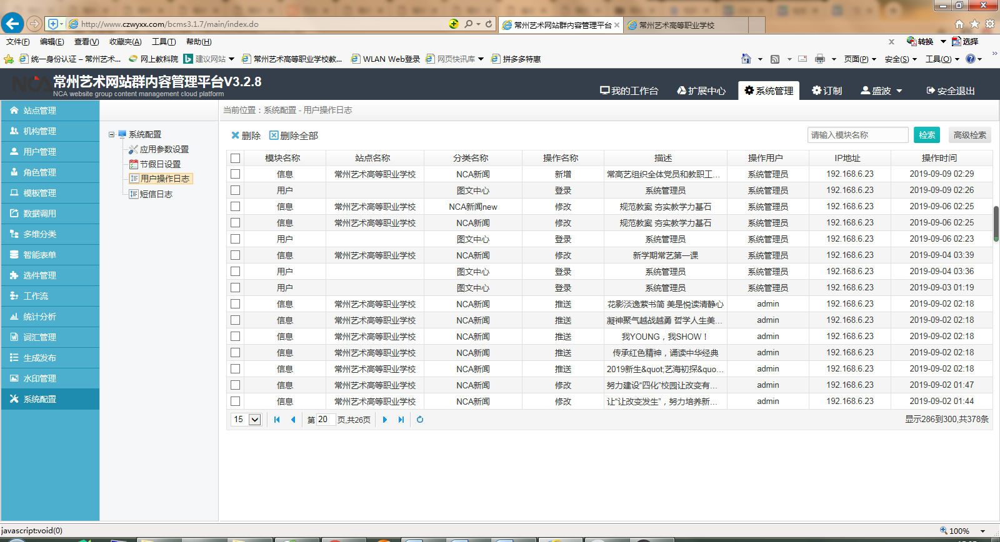 http://www.czwyxx.com/bcms3.1.7/main/index.do
常州艺术网站群内容管理平台
常州艺术高等职业学校
文件(F) 编辑(E) 查看(V) 收藏夹(A) 工具(T) 帮助(H)
转换 选择
统一身份认证 – 常州艺术... 网上教科院 建议网站 常州艺术高等职业学校教... WLAN Web登录 网页快讯库 拼多多特惠
页面(P) 安全(S) 工具(O)
NCA
常州艺术网站群内容管理平台V3.2.8
NCA website group content management cloud platform
我的工作台 扩展中心 系统管理 订制 盛波 安全退出
站点管理
机构管理
用户管理
角色管理
模板管理
数据调用
多维分类
智能表单
选件管理
工作流
统计分析
词汇管理
生成发布
水印管理
系统配置
系统配置
应用参数设置
节假日设置
用户操作日志
短信日志
当前位置：系统配置 - 用户操作日志
删除 删除全部
请输入模块名称 检索 高级检索
模块名称 站点名称 分类名称 操作名称 描述 操作用户 IP地址 操作时间
信息 常州艺术高等职业学校 NCA新闻 新增 常高艺组织全体党员和教职工... 系统管理员 192.168.6.23 2019-09-09 02:29
用户 图文中心 登录 系统管理员 系统管理员 192.168.6.23 2019-09-09 02:26
信息 常州艺术高等职业学校 NCA新闻new 修改 规范教案 夯实教学力基石 系统管理员 192.168.6.23 2019-09-06 02:25
信息 常州艺术高等职业学校 NCA新闻 修改 规范教案 夯实教学力基石 系统管理员 192.168.6.23 2019-09-06 02:25
用户 图文中心 登录 系统管理员 系统管理员 192.168.6.23 2019-09-06 02:23
信息 常州艺术高等职业学校 NCA新闻 修改 新学期常艺第一课 系统管理员 192.168.6.23 2019-09-04 03:39
用户 图文中心 登录 系统管理员 系统管理员 192.168.6.23 2019-09-04 03:36
用户 图文中心 登录 系统管理员 系统管理员 192.168.6.23 2019-09-03 01:19
信息 常州艺术高等职业学校 NCA新闻 推送 花影淡逸萦书简 美是悦读清静心 admin 192.168.6.23 2019-09-02 02:18
信息 常州艺术高等职业学校 NCA新闻 推送 凝神聚气越战越勇 哲学人生美... admin 192.168.6.23 2019-09-02 02:18
信息 常州艺术高等职业学校 NCA新闻 推送 我YOUNG，我SHOW！ admin 192.168.6.23 2019-09-02 02:18
信息 常州艺术高等职业学校 NCA新闻 推送 传承红色精神，诵读中华经典 admin 192.168.6.23 2019-09-02 02:18
信息 常州艺术高等职业学校 NCA新闻 推送 2019新生&quot;艺海初探&quo... admin 192.168.6.23 2019-09-02 02:18
信息 常州艺术高等职业学校 NCA新闻 修改 努力建设“四化”校园让改变有... admin 192.168.6.23 2019-09-02 01:47
信息 常州艺术高等职业学校 NCA新闻 修改 让“让改变发生”，努力培养新... admin 192.168.6.23 2019-09-02 01:44
15 第 20 页,共26页 显示286到300,共378条
javascript:void(0)
100%